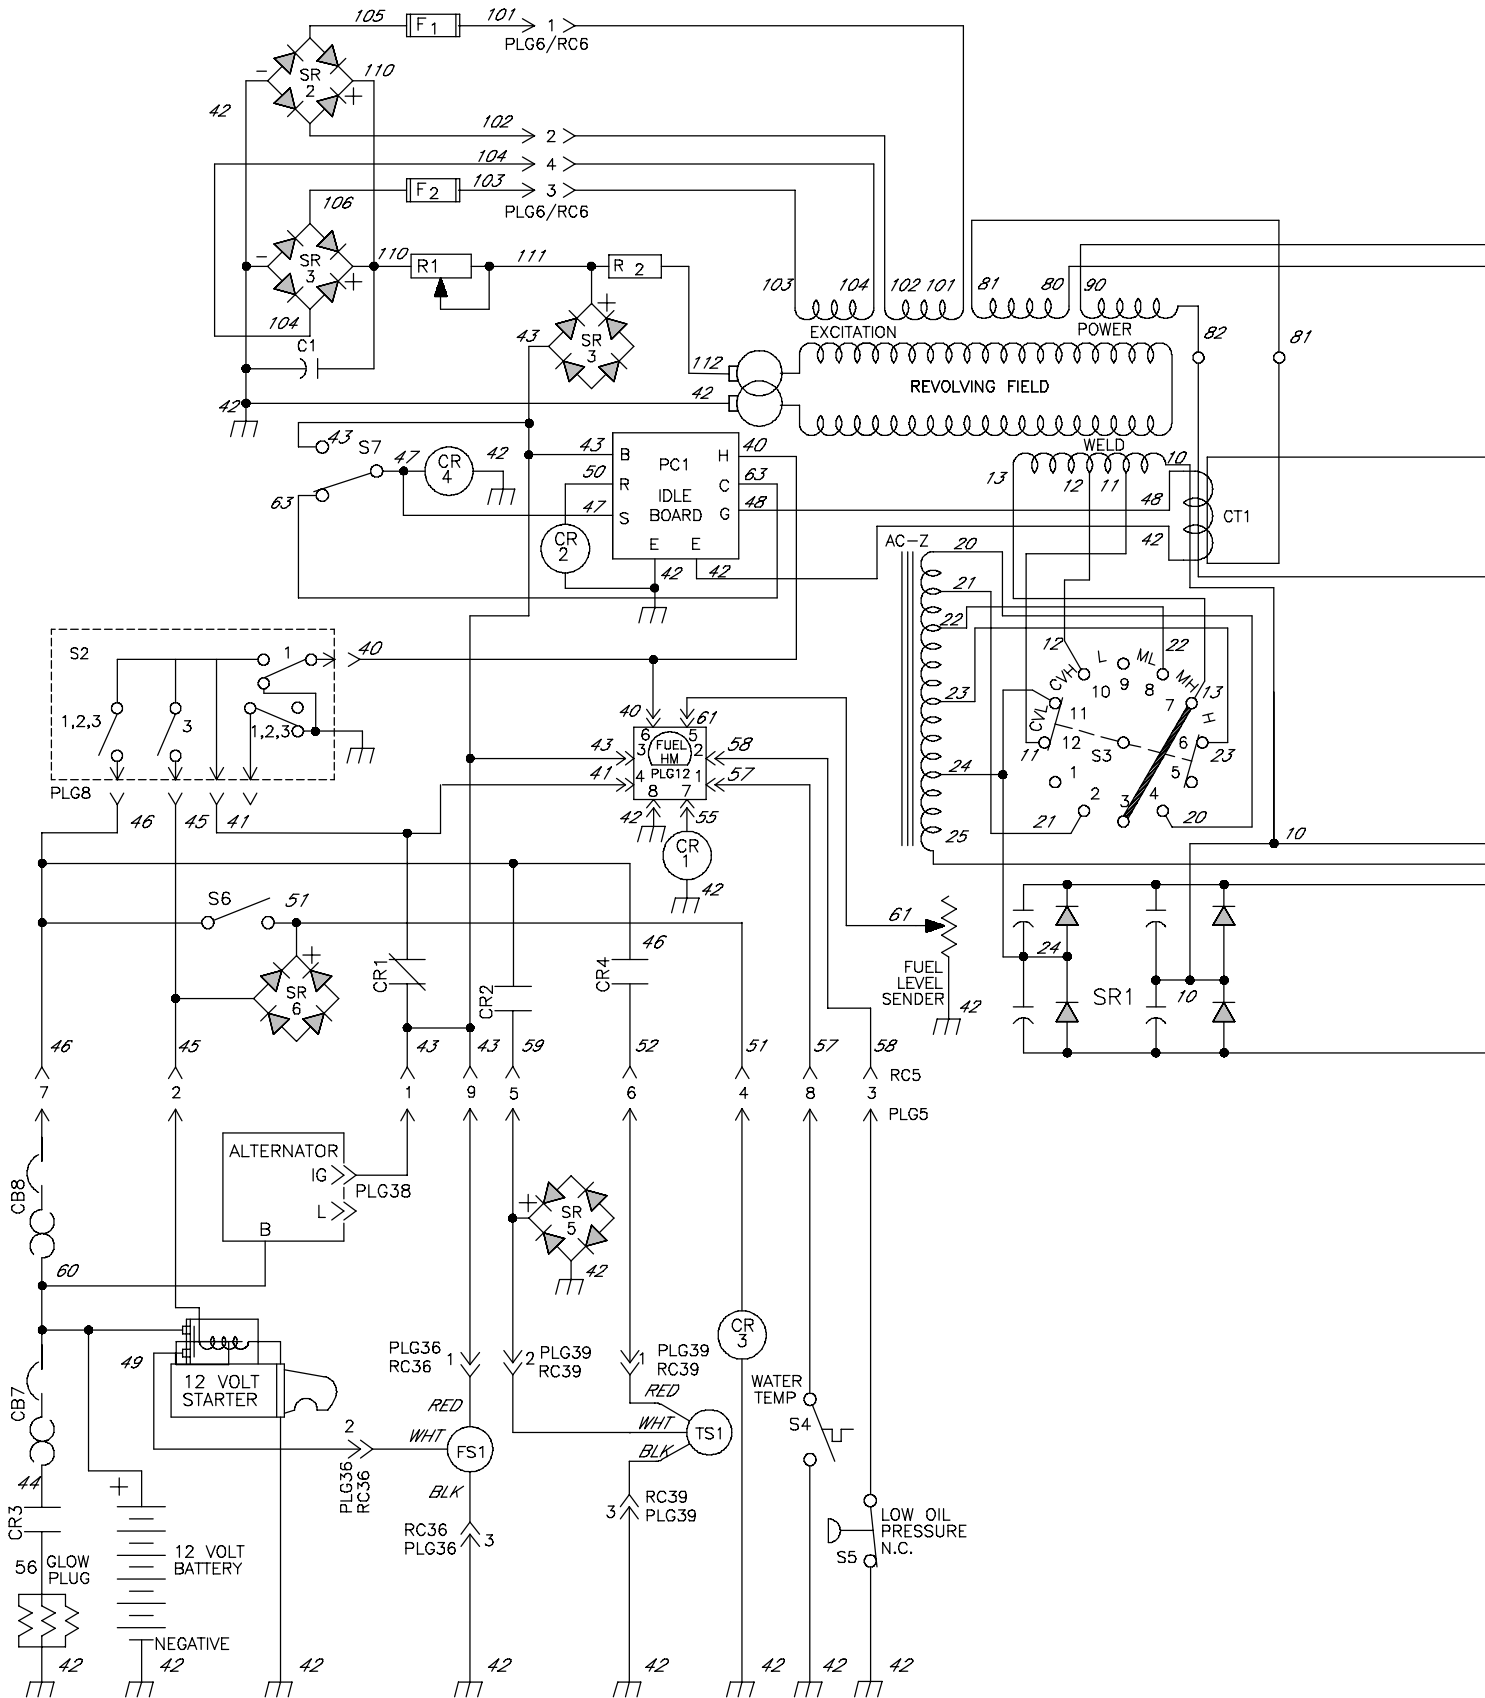 105
F1
101
1
PLG6/RC6
SR
2
−
+
110
42
102
2
104
4
F2
103
3
PLG6/RC6
106
SR
3
−
+
110
R1
111
R 2
104
C1
+
SR
3
43
103
104
102
101
81
80
90
EXCITATION
POWER
82
81
112
42
REVOLVING FIELD
42
WELD
13
12
11
10
43
S7
47
CR
4
42
63
43
B
50
R
47
S
PC1
IDLE
BOARD
H
40
C
63
G
48
E
E
42
42
CR
2
48
42
CT1
AC−Z
20
21
22
23
24
25
12
L
CVH
ML
22
MH
13
H
CVL
10
9
8
7
11
12
S3
6
23
11
1
5
2
3
4
21
20
10
S2
1
40
1,2,3
3
1,2,3
PLG8
46
45
41
40
61
6
5
43
3
FUEL
HM
2
58
41
4
PLG12
1
57
8
7
42
55
CR
1
42
S6
51
+
SR
6
CR1
CR2
CR4
46
61
FUEL
LEVEL
SENDER
42
24
SR1
10
46
45
43
43
59
52
51
57
58
RC5
7
2
1
9
5
6
4
8
3
PLG5
ALTERNATOR
IG
PLG38
L
B
CB8
60
+
SR
5
42
49
12 VOLT
STARTER
CB7
44
CR3
56
GLOW
PLUG
+
12 VOLT
BATTERY
NEGATIVE
2
PLG36
RC36
PLG36
RC36
1
RED
WHT
FS1
BLK
RC36
PLG36
3
2
PLG39
RC39
1
PLG39
RC39
RED
WHT
BLK
TS1
3
RC39
PLG39
CR
3
WATER
TEMP
S4
LOW OIL
PRESSURE
N.C.
S5
42
42
42
42
42
42
42
42